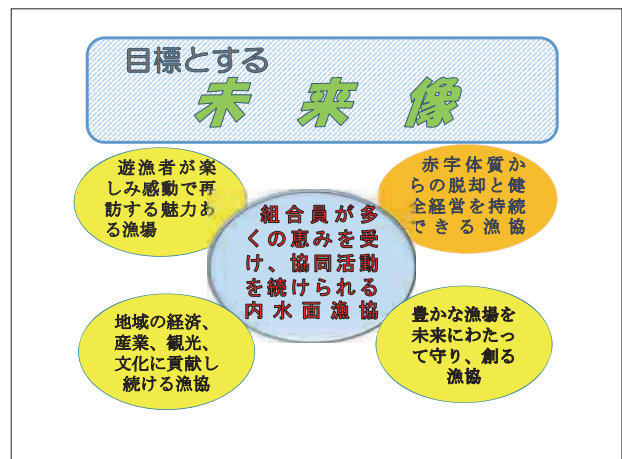 目標とする
未来像
遊漁者が楽
しみ感動で再
訪する魅力あ
る漁場
赤字体質か
らの脱却と健
全経営を持続
できる漁協
組合員が多
くの恵みを受
け、協同活動
を続けられる
内水面漁協
地域の経済、
産業、観光、
文化に貢献し
続ける漁協
豊かな漁場を
未来にわたっ
て守り、創る
漁協